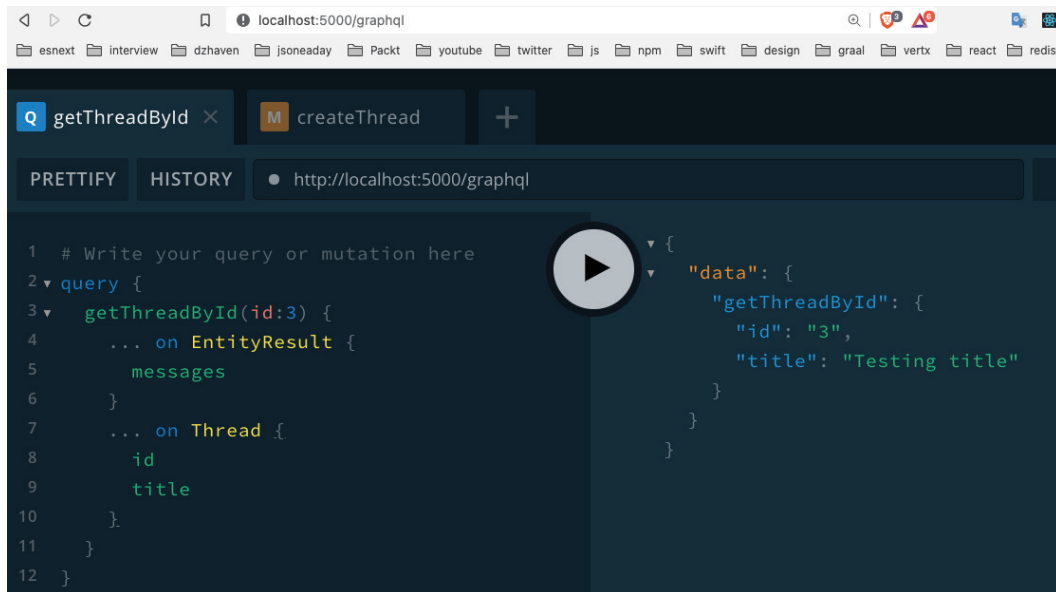 localhost:5000/graphql
3
6
esnext interview dzhaven jsoneaday Packt youtube twitter js npm swift design graal vertx react redis
Q getThreadById × M createThread +
PRETTIFY HISTORY http://localhost:5000/graphql
1 # Write your query or mutation here
2 query {
3 getThreadById(id:3) {
4 ... on EntityResult {
5 messages
6 }
7 ... on Thread {
8 id
9 title
10 }
11 }
12 }
{
"data": {
"getThreadById": {
"id": "3",
"title": "Testing title"
}
}
}